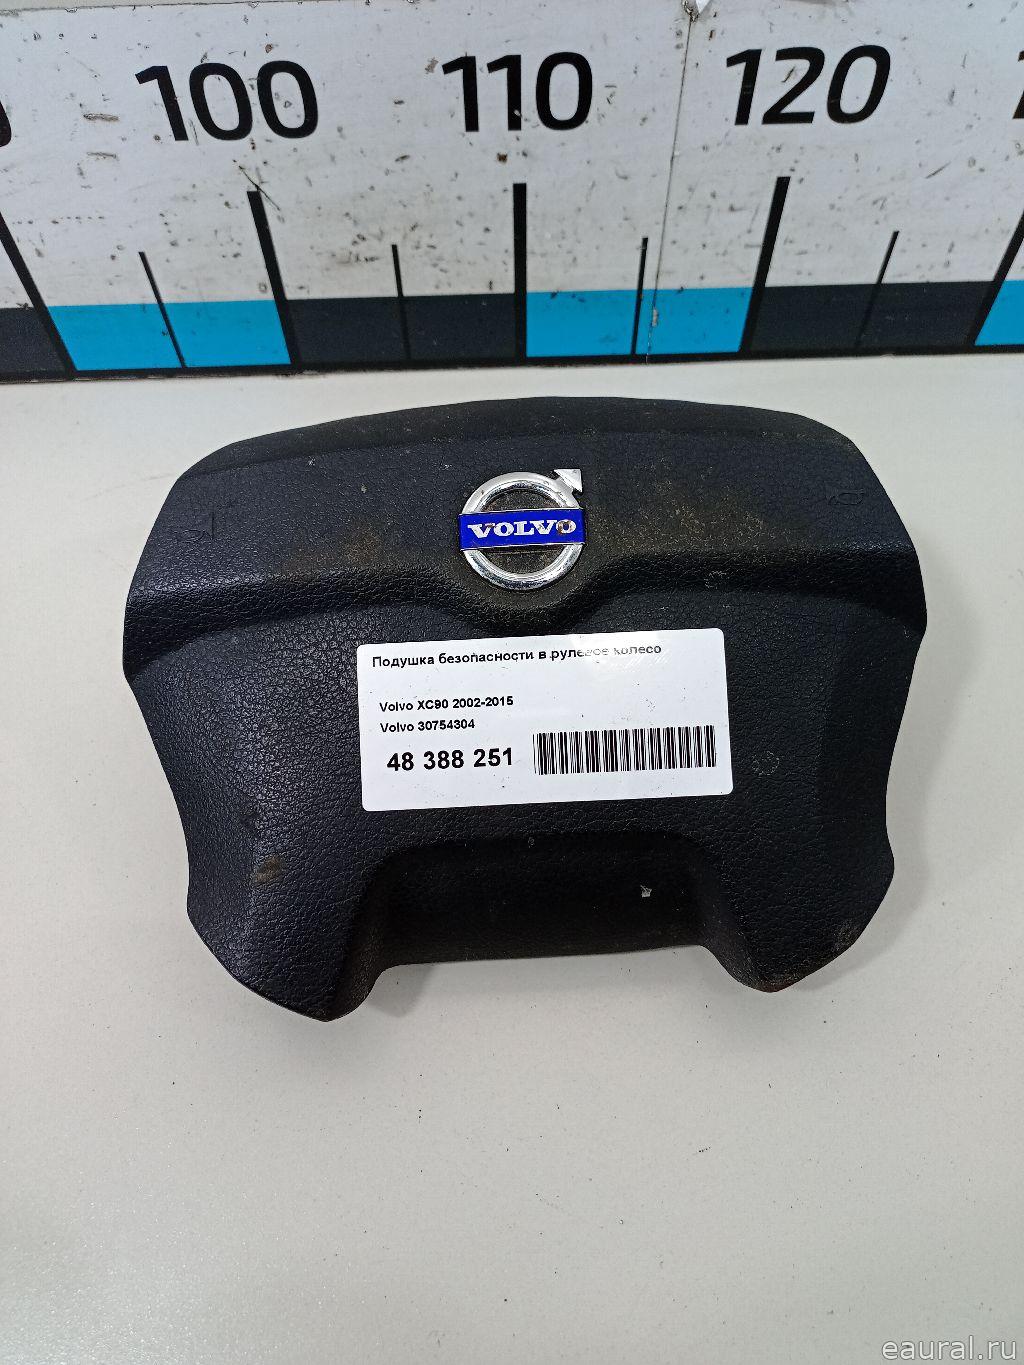 100 110 120
VOLVO
Подушка безопасности в рулевое колесо
Volvo XC90 2002-2015
Volvo 30754304
48 388 251
eaural.ru